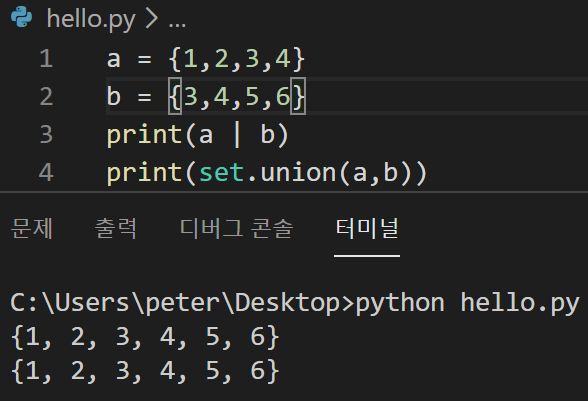 hello.py > ...
1 a = {1,2,3,4}
2 b = {3,4,5,6}
3 print(a | b)
4 print(set.union(a,b))
문제 출력 디버그 콘솔 터미널
C:\Users\peter\Desktop>python hello.py
{1, 2, 3, 4, 5, 6}
{1, 2, 3, 4, 5, 6}